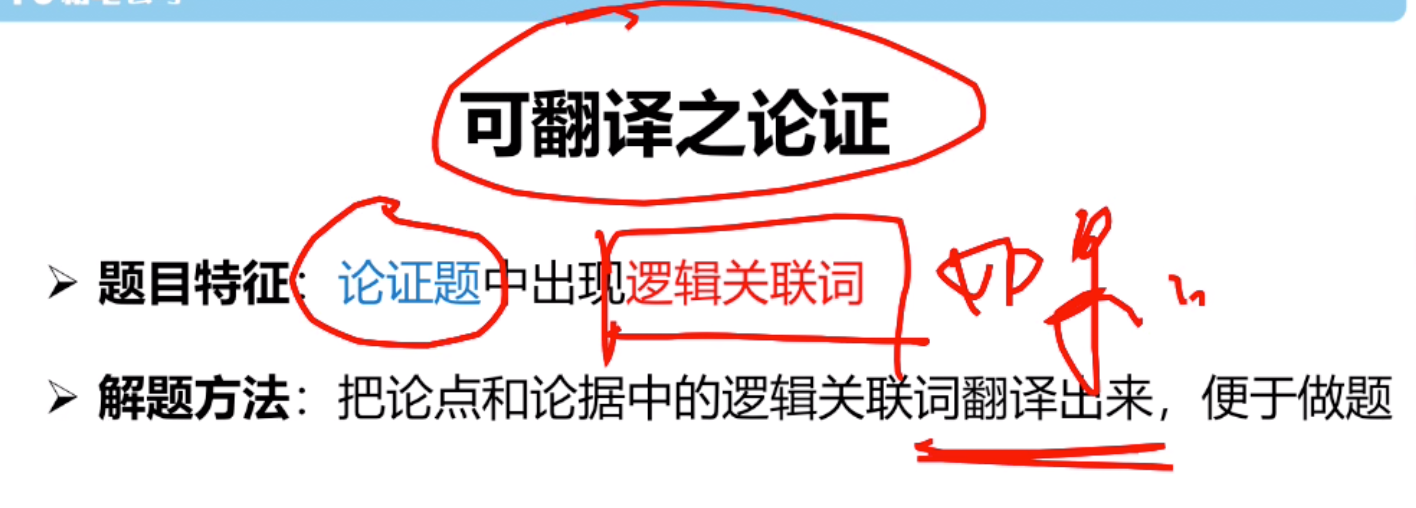 可翻译之论证
➢ 题目特征：论证题中出现逻辑关联词 如果
➢ 解题方法：把论点和论据中的逻辑关联词翻译出来，便于做题